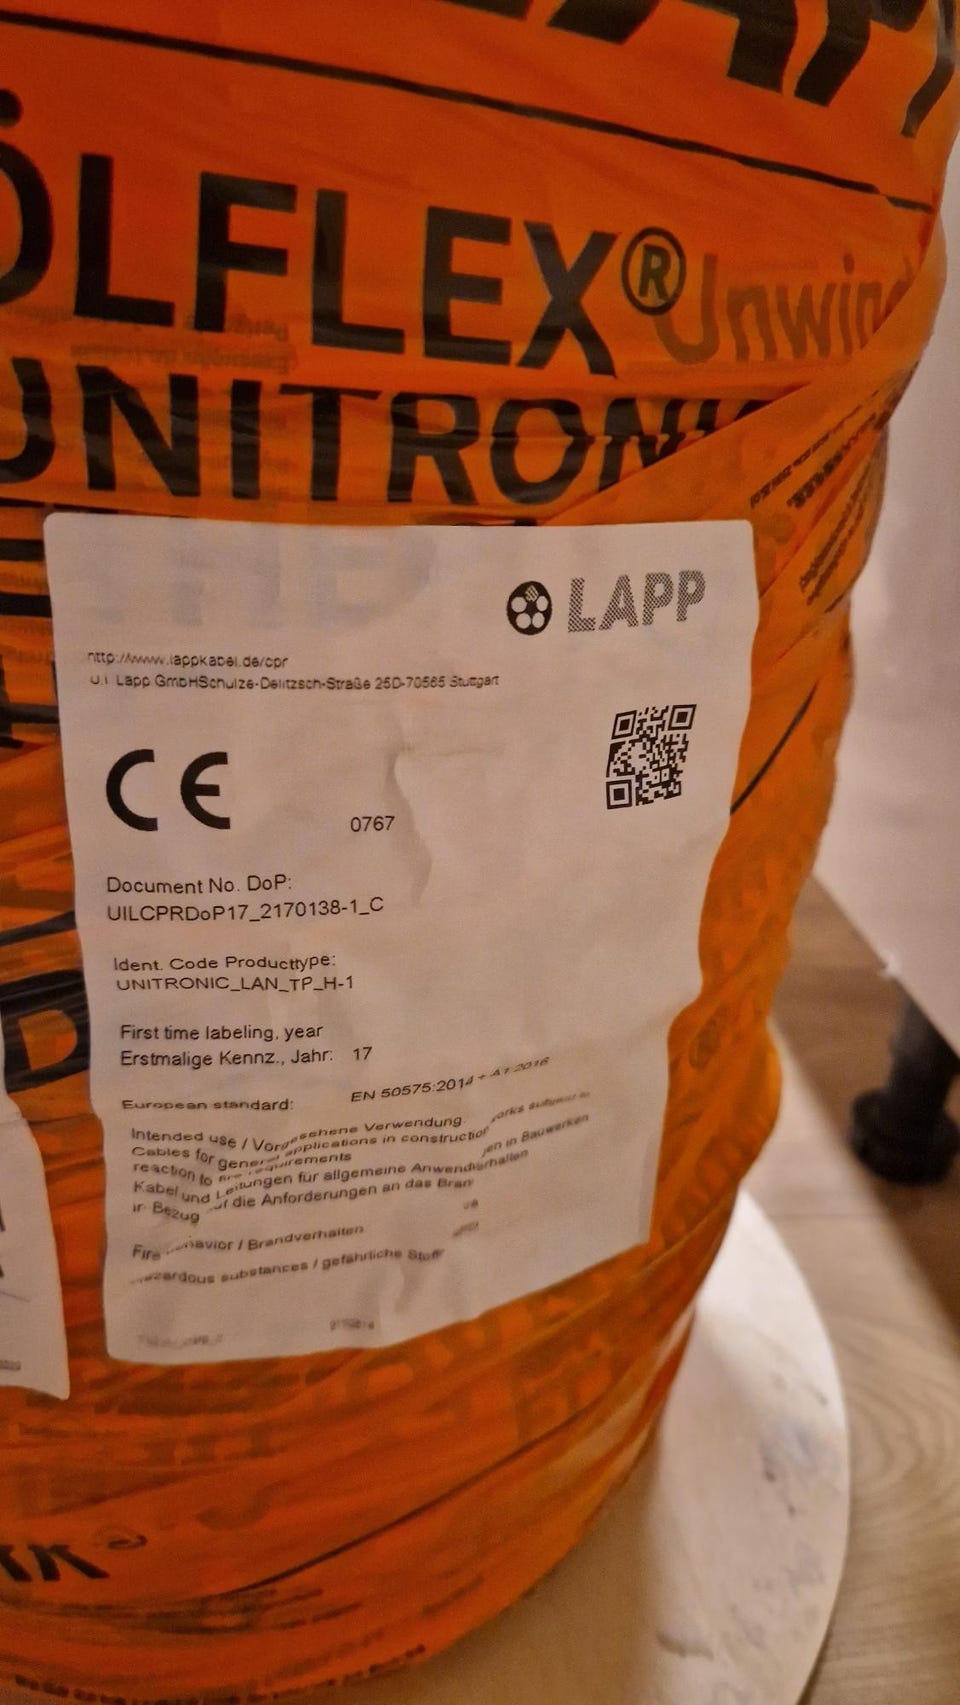 ÖLFLEX®
Unwin
UNITRONIC
LAPP
http://www.lappkabel.de/cpr
U.I. Lapp GmbHSchulze-Delitzsch-Straße 25D-70565 Stuttgart
CE
0767
Document No. DoP:
UILCPRDoP17_2170138-1_C
Ident. Code Producttype:
UNITRONIC_LAN_TP_H-1
First time labeling, year
Erstmalige Kennz., Jahr: 17
European standard: EN 50575:2014 + A1:2016
Intended use / Vorgesehene Verwendung:
Cables for general applications in construction works subject to
reaction to fire requirements
Kabel und Leitungen für allgemeine Anwendungen in Bauwerken
in Bezug auf die Anforderungen an das Brandverhalten
Fire behavior / Brandverhalten
Hazardous substances / gefährliche Stoffe